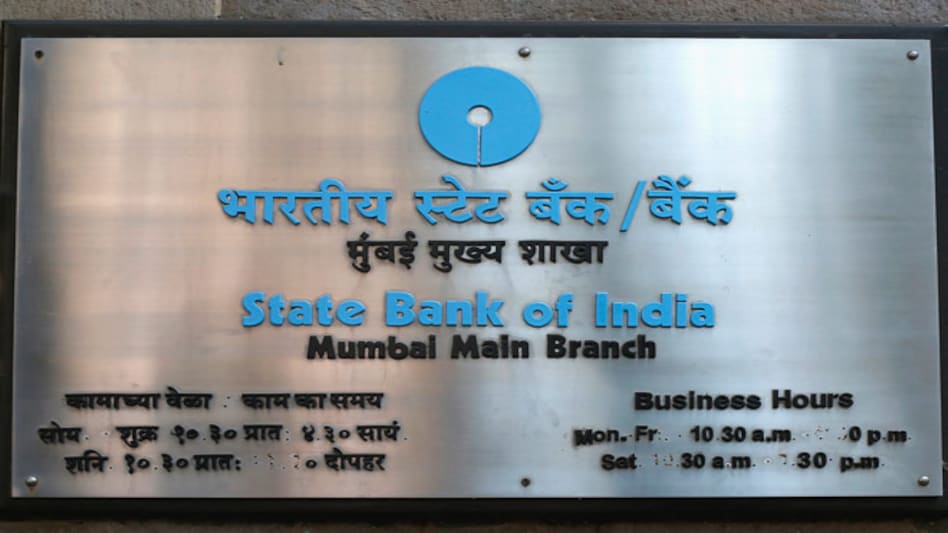 भारतीय स्टेट बँक/बैंक
मुंबई मुख्य शाखा
State Bank of India
Mumbai Main Branch
कामाच्या वेळा : काम का समय
सोम - शुक्र १०.३० प्रात: ४.३० सायं.
शनि १०.३० प्रात: दोपहर
Business Hours
Mon. 10.30 a.m. p.m.
Sat. a.m. p.m.